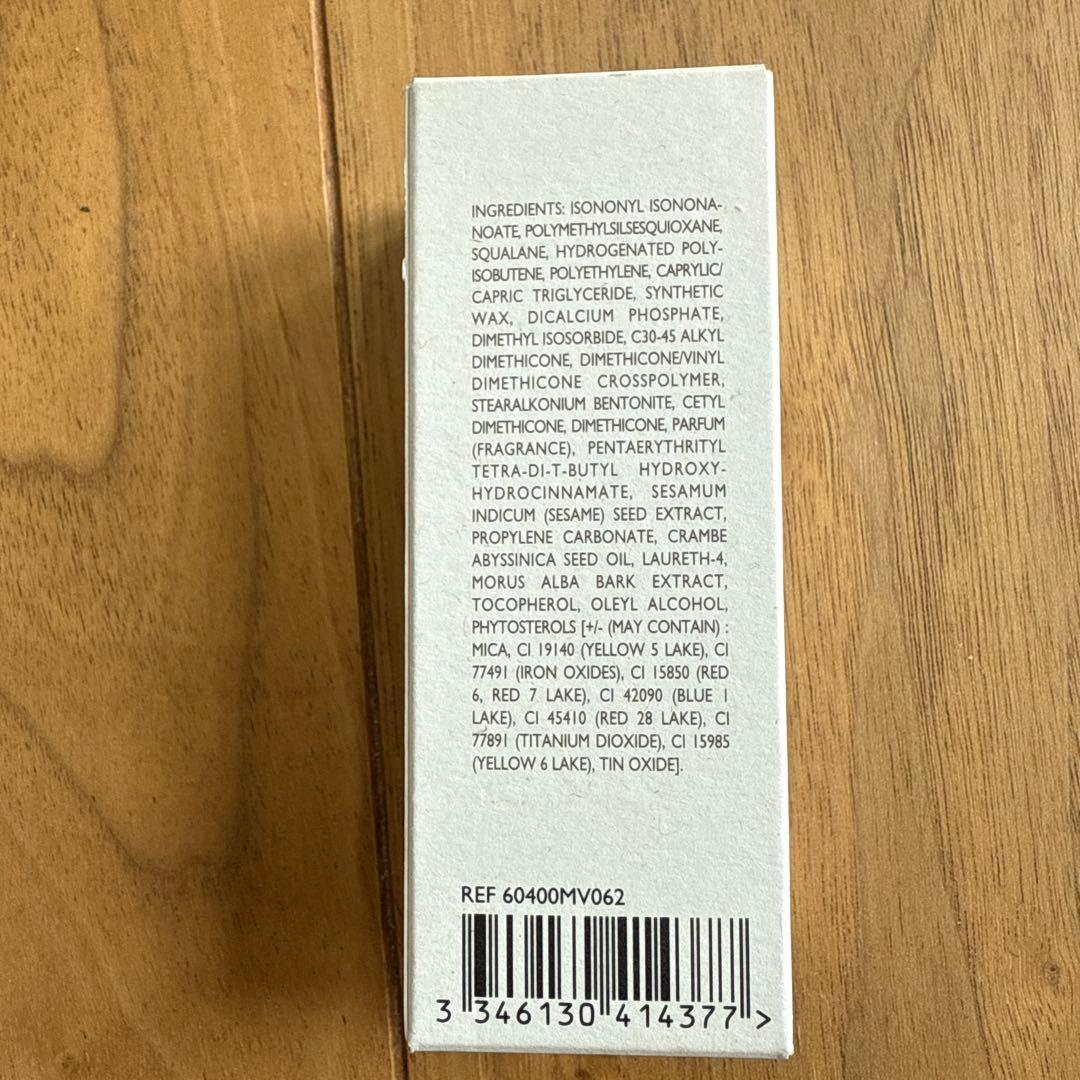 INGREDIENTS: ISONONYL ISONONA-
NOATE, POLYMETHYLSILSESQUIOXANE,
SQUALANE, HYDROGENATED POLY-
ISOBUTENE, POLYETHYLENE, CAPRYLIC/
CAPRIC TRIGLYCERIDE, SYNTHETIC
WAX, DICALCIUM PHOSPHATE,
DIMETHYL ISOSORBIDE, C30-45 ALKYL
DIMETHICONE, DIMETHICONE/VINYL
DIMETHICONE CROSSPOLYMER,
STEARALKONIUM BENTONITE, CETYL
DIMETHICONE, DIMETHICONE, PARFUM
(FRAGRANCE), PENTAERYTHRITYL
TETRA-DI-T-BUTYL HYDROXY-
HYDROCINNAMATE, SESAMUM
INDICUM (SESAME) SEED EXTRACT,
PROPYLENE CARBONATE, CRAMBE
ABYSSINICA SEED OIL, LAURETH-4,
MORUS ALBA BARK EXTRACT,
TOCOPHEROL, OLEYL ALCOHOL,
PHYTOSTEROLS [+/- (MAY CONTAIN) :
MICA, CI 19140 (YELLOW 5 LAKE), CI
77491 (IRON OXIDES), CI 15850 (RED
6, RED 7 LAKE), CI 42090 (BLUE 1
LAKE), CI 45410 (RED 28 LAKE), CI
77891 (TITANIUM DIOXIDE), CI 15985
(YELLOW 6 LAKE), TIN OXIDE].
REF 60400MV062
3 346130 414377 >